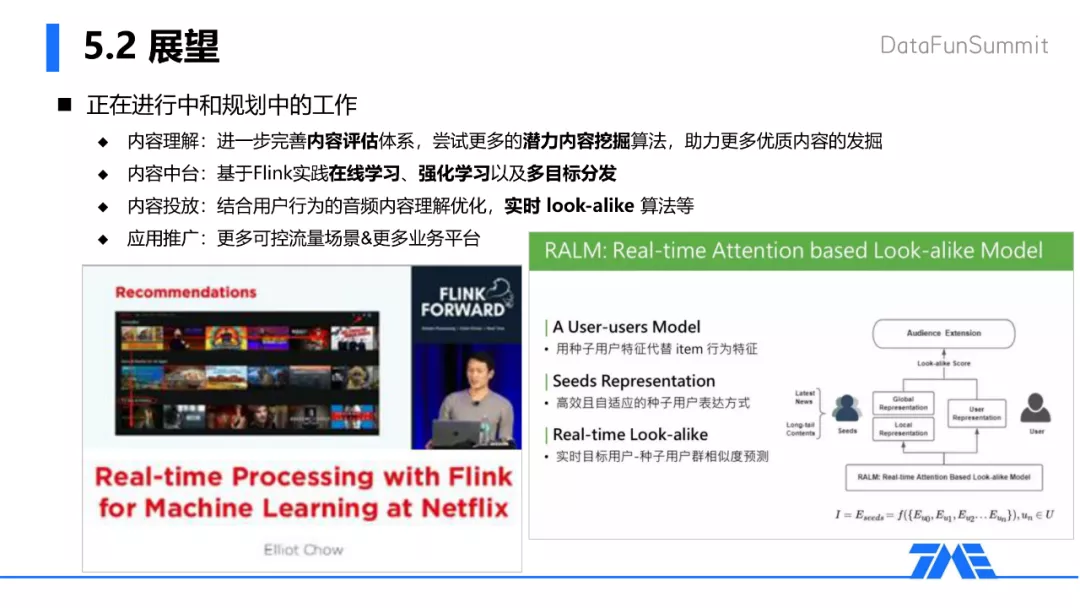 5.2 展望
DataFunSummit
■ 正在进行中和规划中的工作
◆ 内容理解：进一步完善内容评估体系，尝试更多的潜力内容挖掘算法，助力更多优质内容的发掘
◆ 内容中台：基于Flink实践在线学习、强化学习以及多目标分发
◆ 内容投放：结合用户行为的音频内容理解优化，实时 look-alike 算法等
◆ 应用推广：更多可控流量场景&更多业务平台
Recommendations
FLINK
FORWARD
Real-time Processing with Flink
for Machine Learning at Netflix
Elliot Chow
RALM: Real-time Attention based Look-alike Model
A User-users Model
• 用种子用户特征代替 item 行为特征
Seeds Representation
• 高效且自适应的种子用户表达方式
Real-time Look-alike
• 实时目标用户-种子用户群相似度预测
Audience Extension
Look-alike Score
Latest
News
Long-tail
Contents
Seeds
Global
Representation
Local
Representation
User
Representation
User
RALM: Real-time Attention Based Look-alike Model
I = E_seeds = f({E_u0, E_u1, E_u2 … E_un}), u_n ∈ U
TME